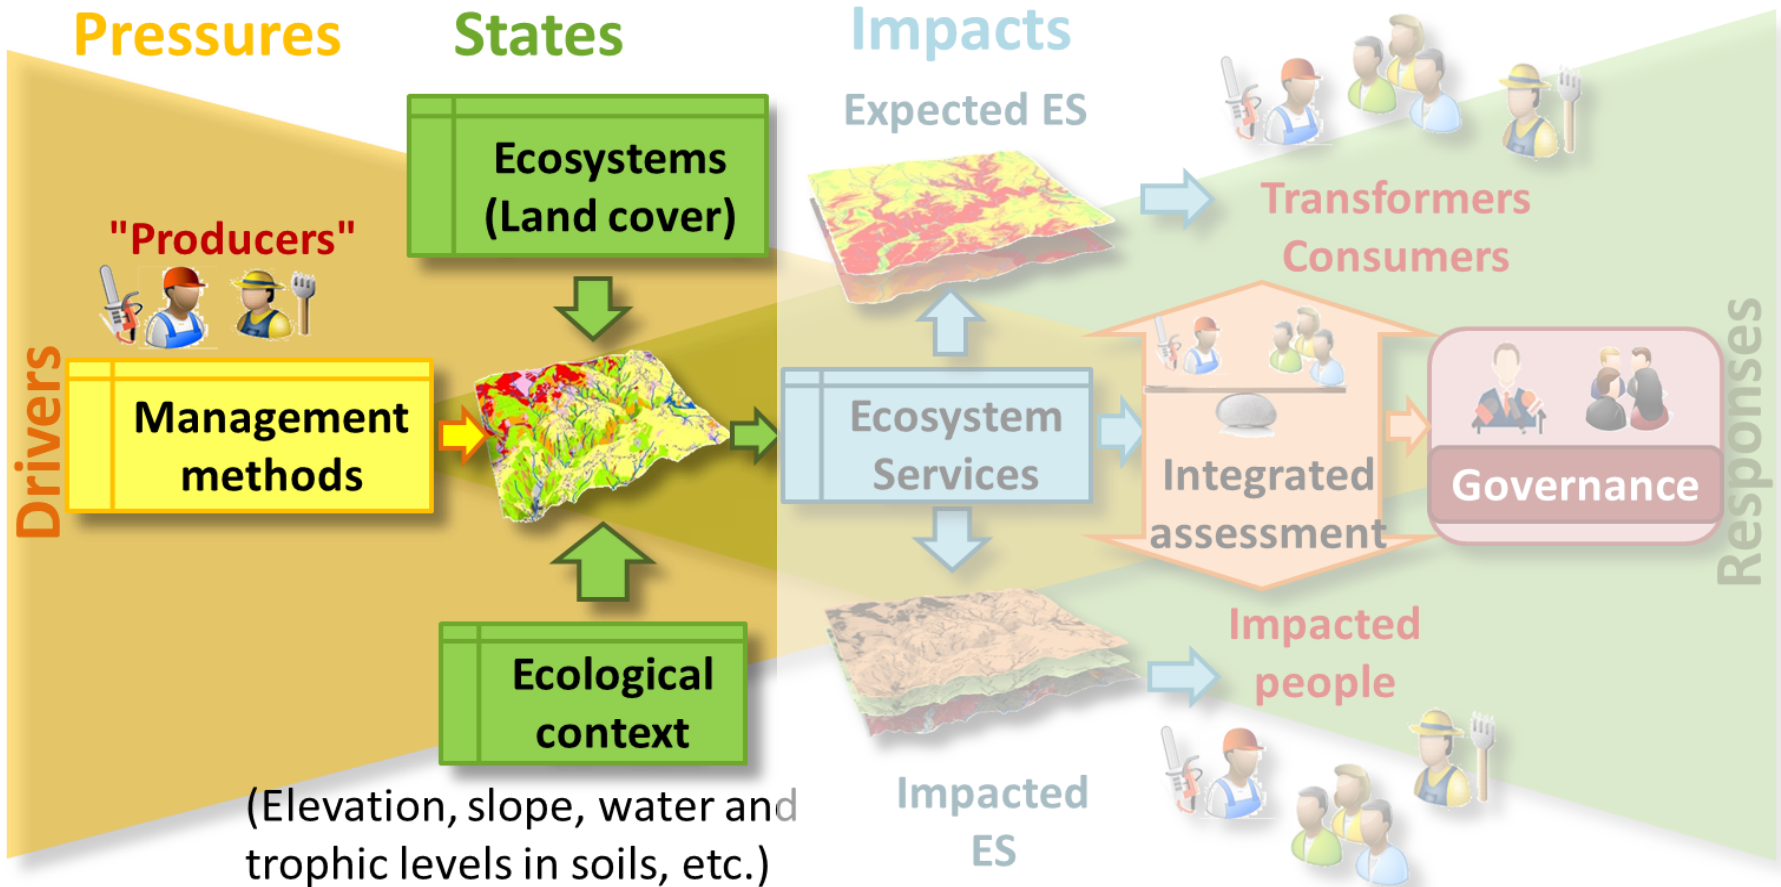 Pressures
States
Impacts
Expected ES
Ecosystems
(Land cover)
"Producers"
Transformers
Consumers
Drivers
Management
methods
Ecosystem
Services
Integrated
assessment
Governance
Responses
Ecological
context
Impacted
people
(Elevation, slope, water and
trophic levels in soils, etc.)
Impacted
ES